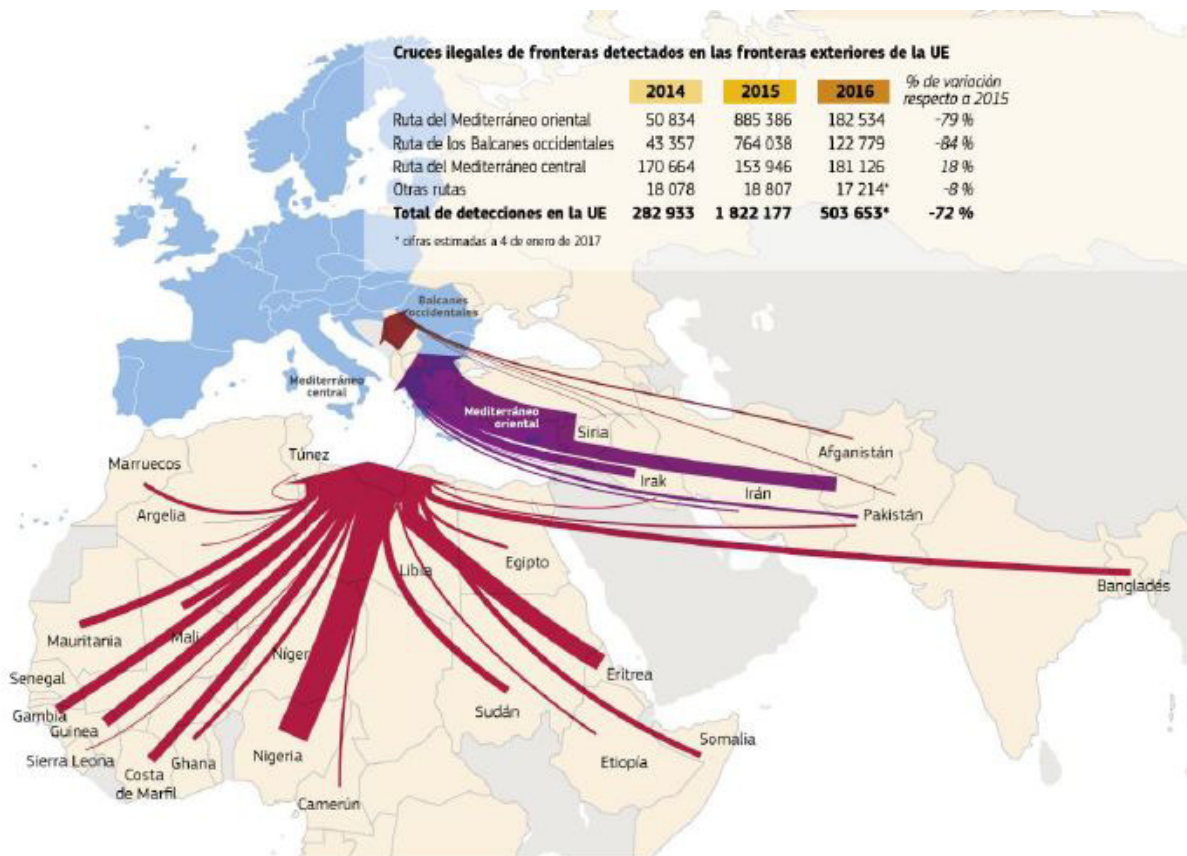 Cruces ilegales de fronteras detectados en las fronteras exteriores de la UE
2014 2015 2016 % de variación
respecto a 2015
Ruta del Mediterráneo oriental 50 834 885 386 182 534 -79 %
Ruta de los Balcanes occidentales 43 357 764 038 122 779 -84 %
Ruta del Mediterráneo central 170 664 153 946 181 126 18 %
Otras rutas 18 078 18 807 17 214* -8 %
Total de detecciones en la UE 282 933 1 822 177 503 653* -72 %
* cifras estimadas a 4 de enero de 2017
Balcanes
occidentales
Mediterráneo
central
Mediterráneo
oriental
Siria
Afganistán
Marruecos
Túnez
Irak
Irán
Argelia
Pakistán
Libia
Egipto
Bangladés
Mauritania
Malí
Níger
Senegal
Eritrea
Gambia
Guinea
Sudán
Somalia
Sierra Leona
Costa
de Marfil
Ghana
Nigeria
Etiopía
Camerún